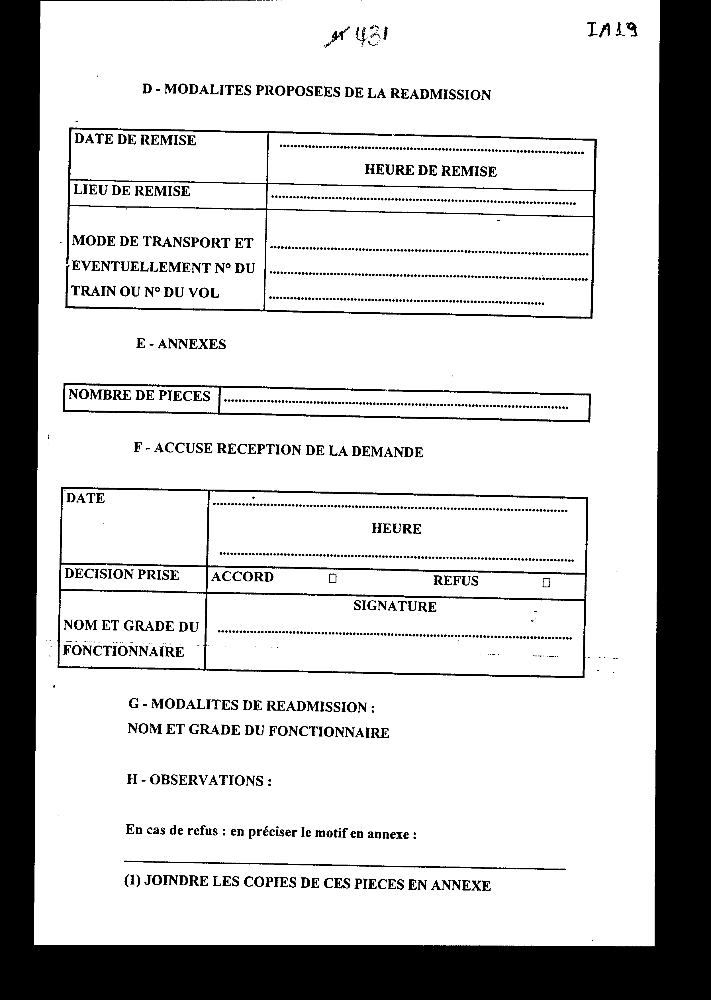 41 431
IA19
D - MODALITES PROPOSEES DE LA READMISSION
DATE DE REMISE
........................................
HEURE DE REMISE
LIEU DE REMISE
........................................
MODE DE TRANSPORT ET
........................................
EVENTUELLEMENT N° DU
........................................
TRAIN OU N° DU VOL
........................................
E - ANNEXES
NOMBRE DE PIECES
........................................
F - ACCUSE RECEPTION DE LA DEMANDE
DATE
........................................
HEURE
........................................
DECISION PRISE ACCORD □ REFUS □
SIGNATURE
NOM ET GRADE DU
........................................
FONCTIONNAIRE
G - MODALITES DE READMISSION :
NOM ET GRADE DU FONCTIONNAIRE
H - OBSERVATIONS :
En cas de refus : en préciser le motif en annexe :
(1) JOINDRE LES COPIES DE CES PIECES EN ANNEXE